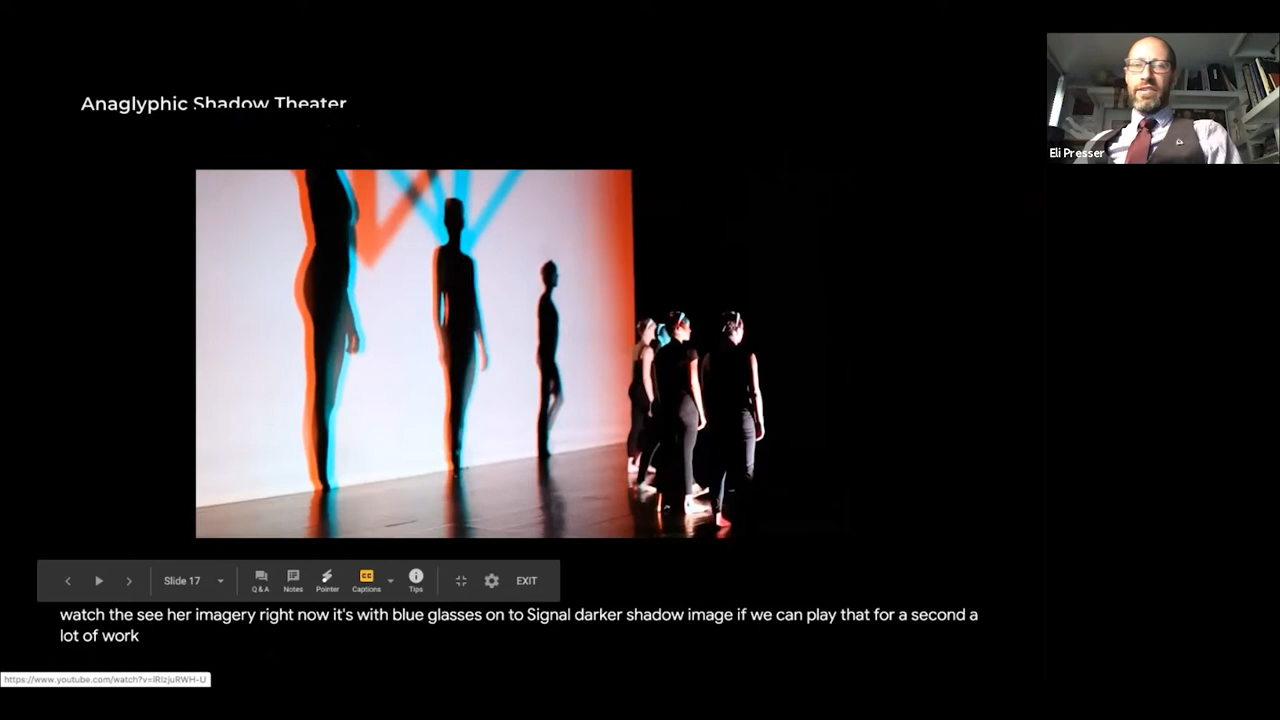 Anaglyphic Shadow Theater
Eli Presser
Slide 17
Q & A
Notes
Pointer
Captions
Tips
EXIT
watch the see her imagery right now it's with blue glasses on to Signal darker shadow image if we can play that for a second a
lot of work
https://www.youtube.com/watch?v=lRlzjuRWH-U